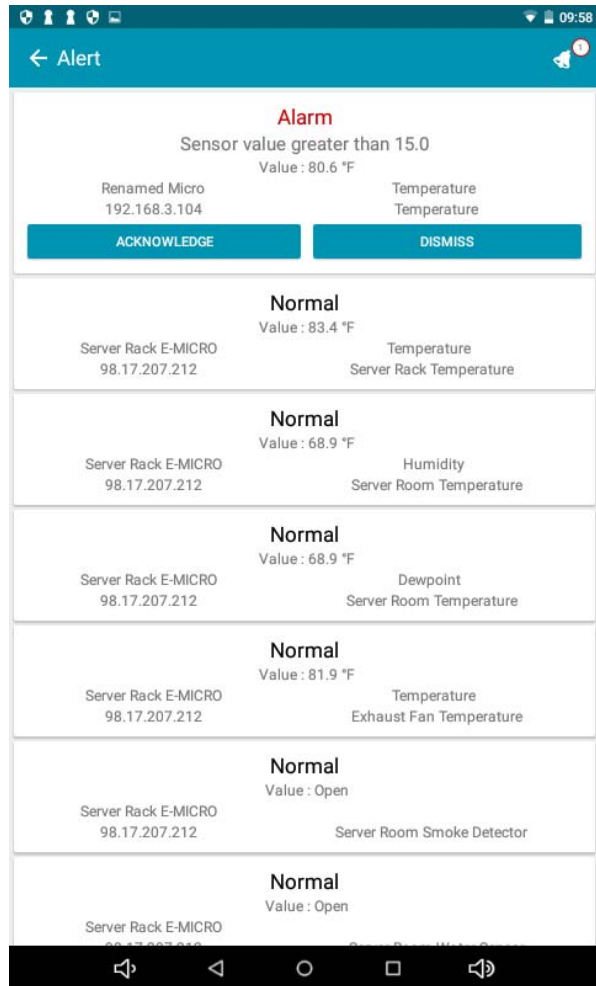 09:58
Alert
1
Alarm
Sensor value greater than 15.0
Value : 80.6 °F
Renamed Micro Temperature
192.168.3.104 Temperature
ACKNOWLEDGE DISMISS
Normal
Value : 83.4 °F
Server Rack E-MICRO Temperature
98.17.207.212 Server Rack Temperature
Normal
Value : 68.9 °F
Server Rack E-MICRO Humidity
98.17.207.212 Server Room Temperature
Normal
Value : 68.9 °F
Server Rack E-MICRO Dewpoint
98.17.207.212 Server Room Temperature
Normal
Value : 81.9 °F
Server Rack E-MICRO Temperature
98.17.207.212 Exhaust Fan Temperature
Normal
Value : Open
Server Rack E-MICRO
98.17.207.212 Server Room Smoke Detector
Normal
Value : Open
Server Rack E-MICRO